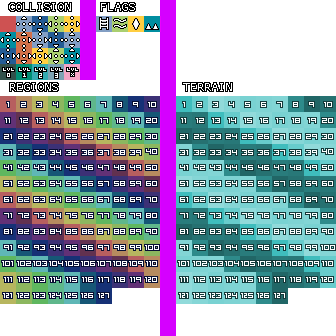 COLLISION FLAGS
LVL LVL LVL LVL LVL
0 1 2 3 X
REGIONS TERRAIN
1 2 3 4 5 6 7 8 9 10 1 2 3 4 5 6 7 8 9 10
11 12 13 14 15 16 17 18 19 20 11 12 13 14 15 16 17 18 19 20
21 22 23 24 25 26 27 28 29 30 21 22 23 24 25 26 27 28 29 30
31 32 33 34 35 36 37 38 39 40 31 32 33 34 35 36 37 38 39 40
41 42 43 44 45 46 47 48 49 50 41 42 43 44 45 46 47 48 49 50
51 52 53 54 55 56 57 58 59 60 51 52 53 54 55 56 57 58 59 60
61 62 63 64 65 66 67 68 69 70 61 62 63 64 65 66 67 68 69 70
71 72 73 74 75 76 77 78 79 80 71 72 73 74 75 76 77 78 79 80
81 82 83 84 85 86 87 88 89 90 81 82 83 84 85 86 87 88 89 90
91 92 93 94 95 96 97 98 99 100 91 92 93 94 95 96 97 98 99 100
101 102 103 104 105 106 107 108 109 110 101 102 103 104 105 106 107 108 109 110
111 112 113 114 115 116 117 118 119 120 111 112 113 114 115 116 117 118 119 120
121 122 123 124 125 126 127 121 122 123 124 125 126 127